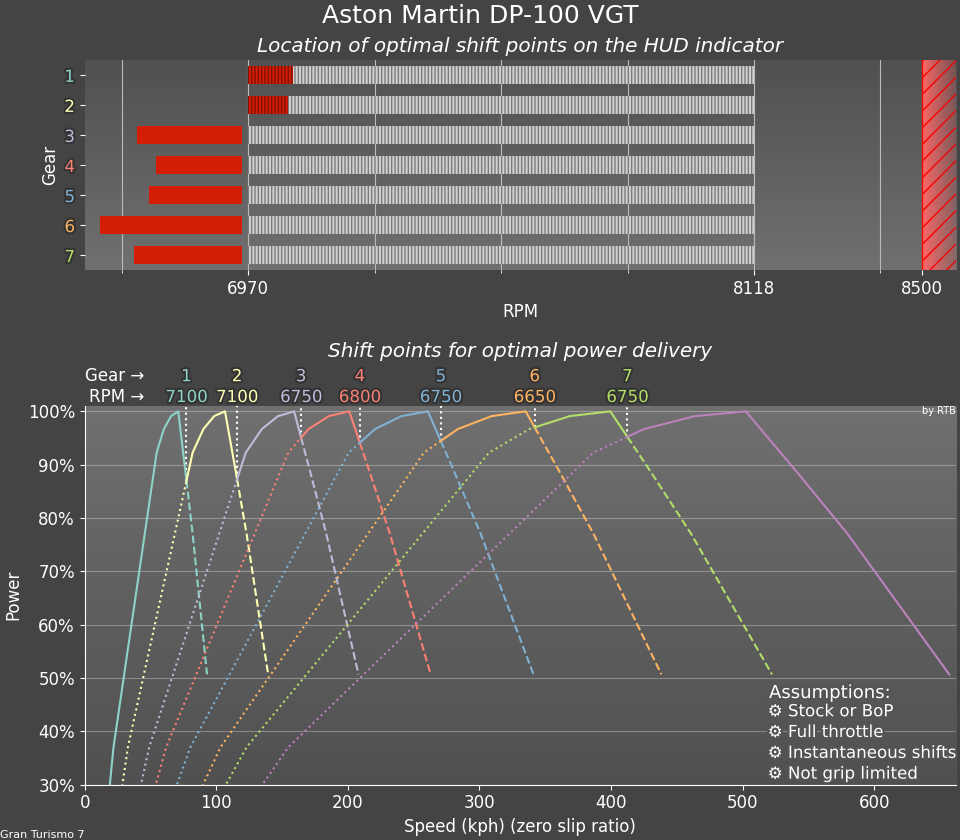 Aston Martin DP-100 VGT
Location of optimal shift points on the HUD indicator
Gear
1
2
3
4
5
6
7
6970 8118 8500
RPM
Shift points for optimal power delivery
Gear → 1 2 3 4 5 6 7
RPM → 7100 7100 6750 6800 6750 6650 6750
by RTB
Power
100%
90%
80%
70%
60%
50%
40%
30%
Assumptions:
⚙ Stock or BoP
⚙ Full throttle
⚙ Instantaneous shifts
⚙ Not grip limited
0 100 200 300 400 500 600
Speed (kph) (zero slip ratio)
Gran Turismo 7